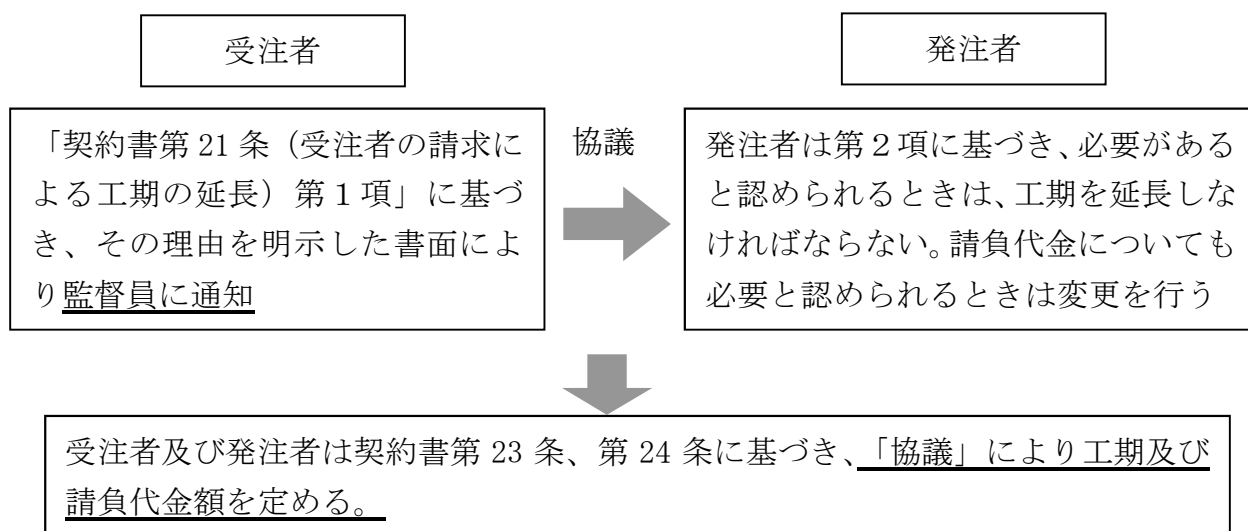 受注者
発注者
「契約書第 21 条（受注者の請求に
よる工期の延長）第１項」に基づ
き、その理由を明示した書面によ
り監督員に通知
協議
発注者は第２項に基づき、必要がある
と認められるときは、工期を延長しな
ければならない。請負代金についても
必要と認められるときは変更を行う
受注者及び発注者は契約書第 23 条、第 24 条に基づき、「協議」により工期及び
請負代金額を定める。